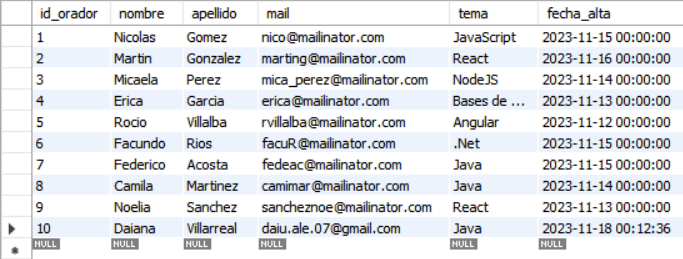 id_orador nombre apellido mail tema fecha_alta
1 Nicolas Gomez nico@mailinator.com JavaScript 2023-11-15 00:00:00
2 Martin Gonzalez marting@mailinator.com React 2023-11-16 00:00:00
3 Micaela Perez mica_perez@mailinator.com NodeJS 2023-11-14 00:00:00
4 Erica Garcia erica@mailinator.com Bases de ... 2023-11-13 00:00:00
5 Rocio Villalba rvillalba@mailinator.com Angular 2023-11-12 00:00:00
6 Facundo Rios facuR@mailinator.com .Net 2023-11-15 00:00:00
7 Federico Acosta fedeac@mailinator.com Java 2023-11-15 00:00:00
8 Camila Martinez camimar@mailinator.com Java 2023-11-14 00:00:00
9 Noelia Sanchez sancheznoe@mailinator.com React 2023-11-13 00:00:00
10 Daiana Villarreal daiu.ale.07@gmail.com Java 2023-11-18 00:12:36
NULL NULL NULL NULL NULL NULL